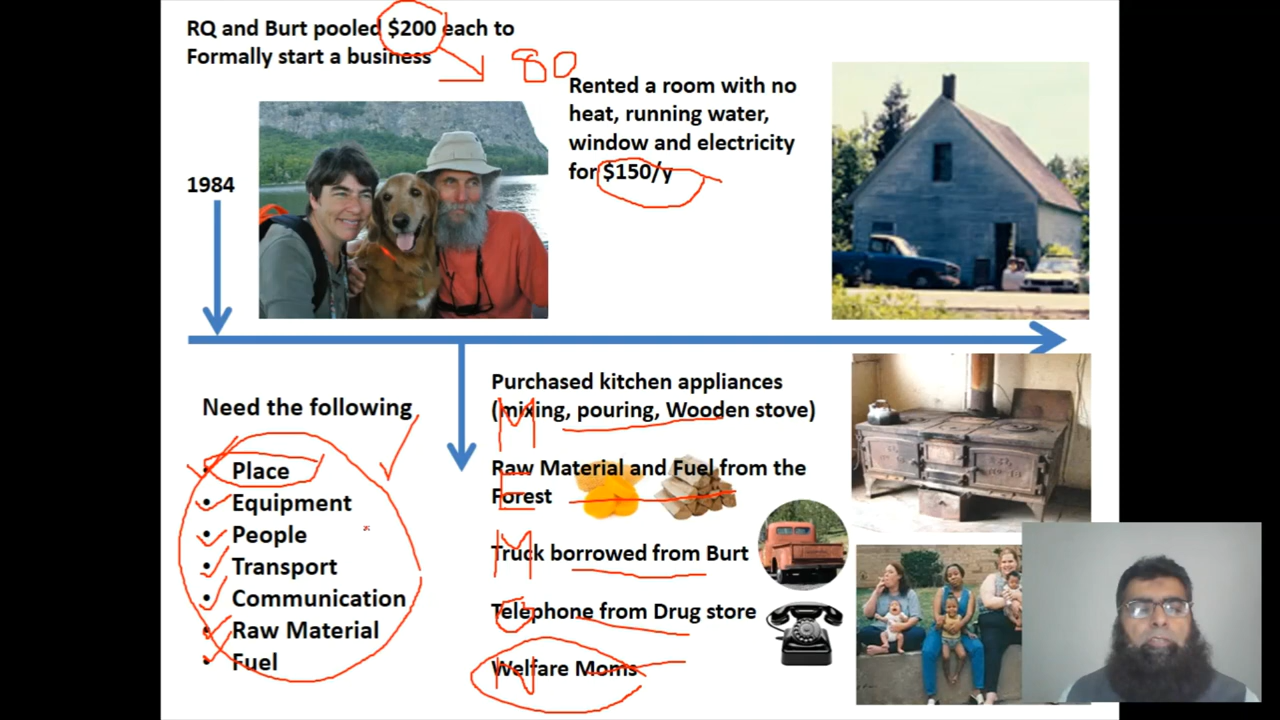 RQ and Burt pooled $200 each to
Formally start a business
80
Rented a room with no
heat, running water,
window and electricity
for $150/y
1984
Need the following
• Place
• Equipment
• People
• Transport
• Communication
• Raw Material
• Fuel
Purchased kitchen appliances
(mixing, pouring, Wooden stove)
M
Raw Material and Fuel from the
Forest
E
Truck borrowed from Burt
M
Telephone from Drug store
O
Welfare Moms
N